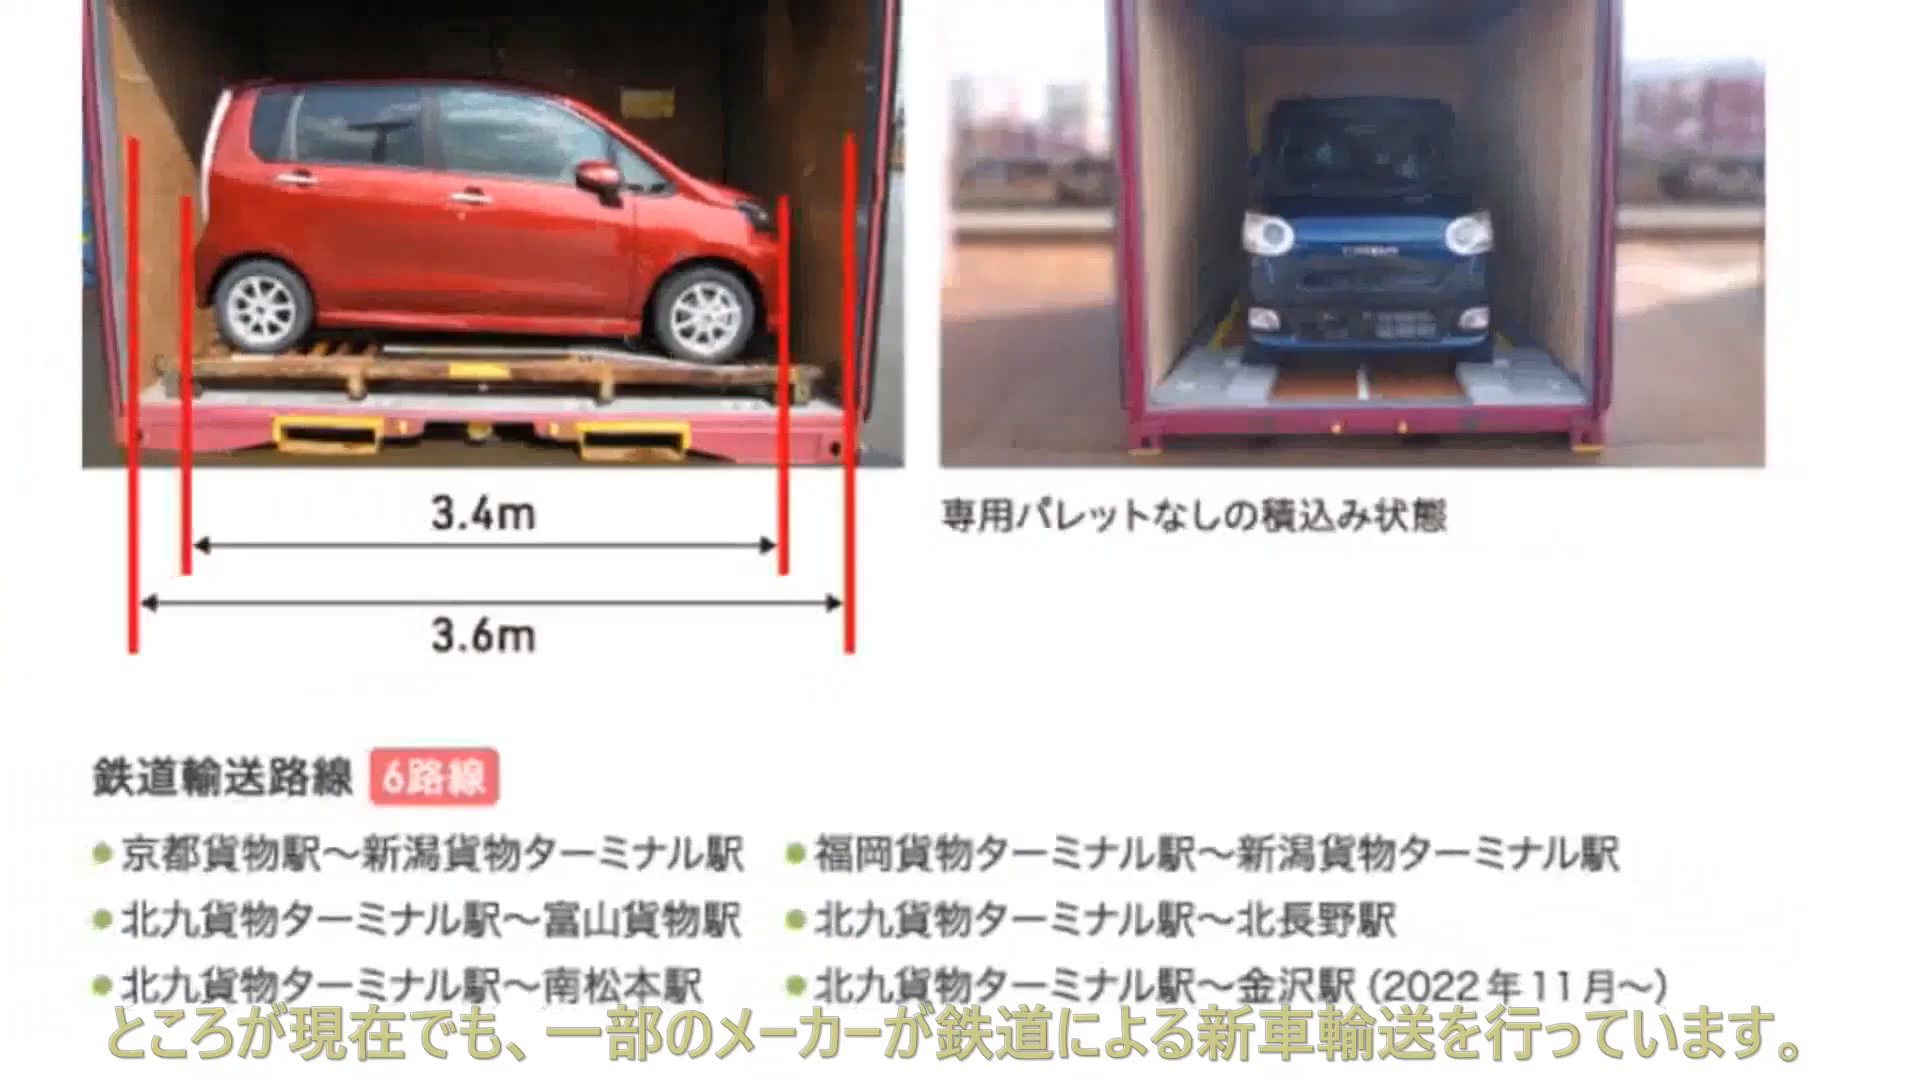 3.4m
専用パレットなしの積込み状態
3.6m
鉄道輸送路線 6路線
京都貨物駅～新潟貨物ターミナル駅
福岡貨物ターミナル駅～新潟貨物ターミナル駅
北九貨物ターミナル駅～富山貨物駅
北九貨物ターミナル駅～北長野駅
北九貨物ターミナル駅～南松本駅
北九貨物ターミナル駅～金沢駅（2022年11月～）
ところが現在でも、一部のメーカーが鉄道による新車輸送を行っています。